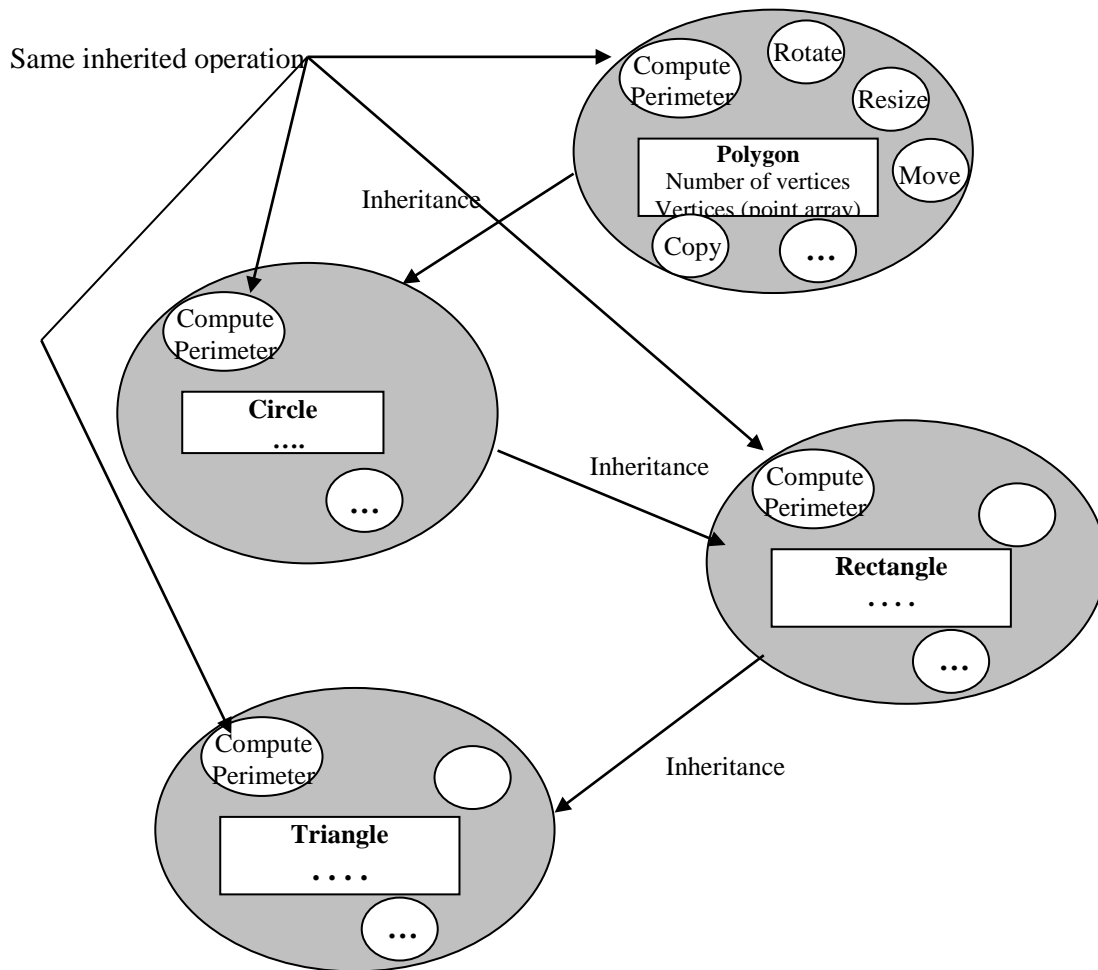 Same inherited operation
Compute
Perimeter
Rotate
Resize
Polygon
Number of vertices
Vertices (point array)
Move
Copy
...
Inheritance
Compute
Perimeter
Circle
....
...
Inheritance
Compute
Perimeter
Rectangle
. . . .
...
Inheritance
Compute
Perimeter
Triangle
. . . .
...